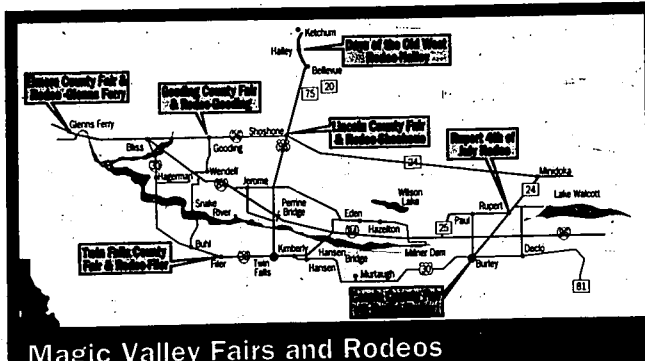 Ketchum
Hailey
Days of the Old West
Rodeo-Hailey
Bellevue
75
20
Elmore County Fair &
Rodeo-Glenns Ferry
Gooding County Fair
& Rodeo-Gooding
Glenns Ferry
Shoshone
Lincoln County Fair
& Rodeo-Shoshone
Rupert 4th of
July Rodeo
Bliss
Gooding
24
Minidoka
24
Hagerman
Wendell
Jerome
Wilson
Lake
Lake Walcott
Snake
River
Perrine
Bridge
Eden
Hazelton
Rupert
Paul
25
Buhl
Twin Falls County
Fair & Rodeo-Filer
Filer
Twin
Falls
Kimberly
Hansen
Bridge
Hansen
Milner Dam
Murtaugh
30
Burley
Declo
81
Magic Valley Fairs and Rodeos